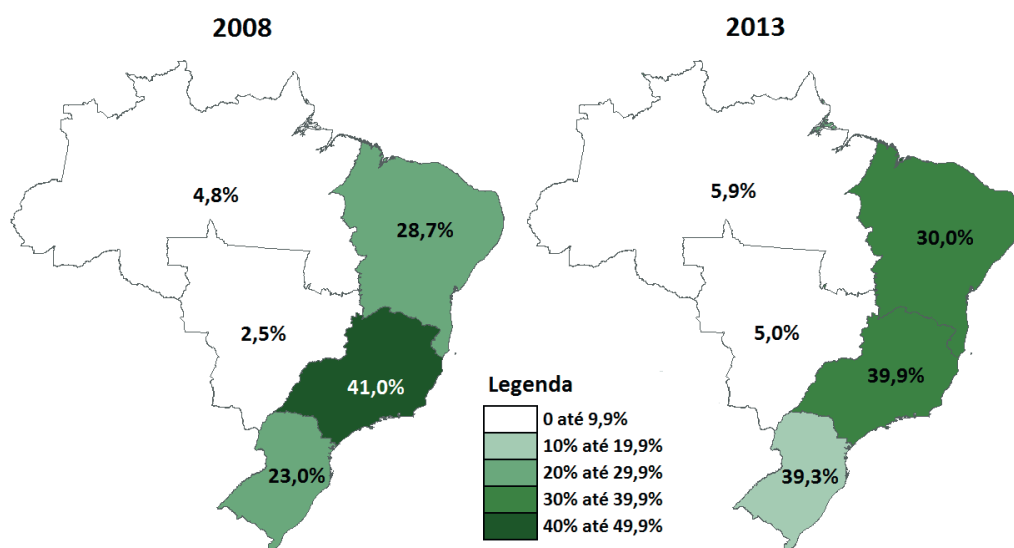 2008
2013
4,8%
28,7%
2,5%
41,0%
23,0%
5,9%
30,0%
5,0%
39,9%
39,3%
Legenda
0 até 9,9%
10% até 19,9%
20% até 29,9%
30% até 39,9%
40% até 49,9%